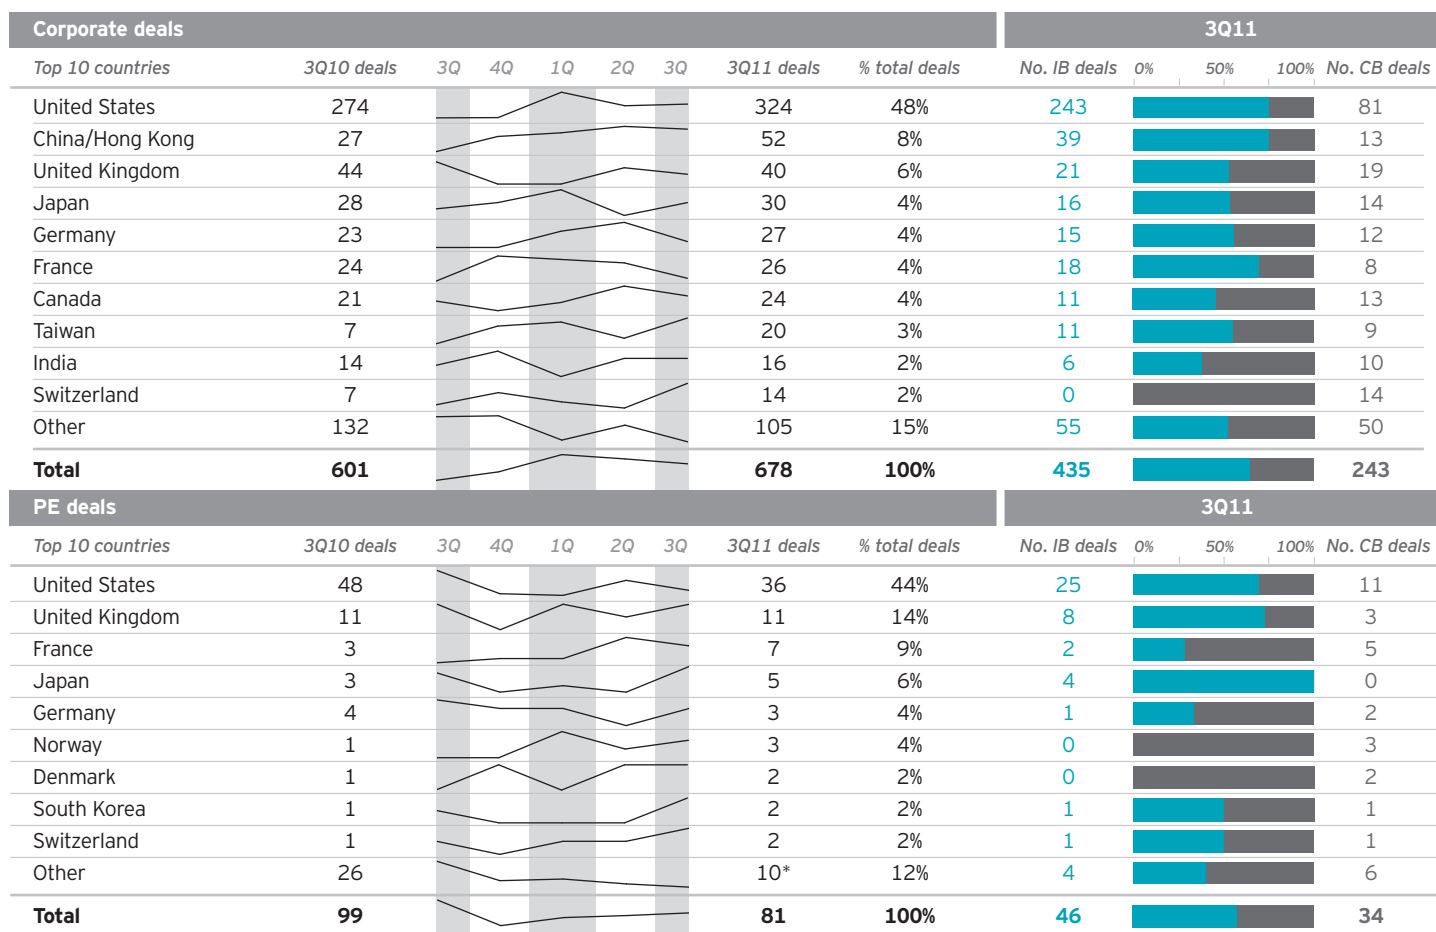 Corporate deals 3Q11
Top 10 countries 3Q10 deals 3Q 4Q 1Q 2Q 3Q 3Q11 deals % total deals No. IB deals 0% 50% 100% No. CB deals
United States 274 324 48% 243 81
China/Hong Kong 27 52 8% 39 13
United Kingdom 44 40 6% 21 19
Japan 28 30 4% 16 14
Germany 23 27 4% 15 12
France 24 26 4% 18 8
Canada 21 24 4% 11 13
Taiwan 7 20 3% 11 9
India 14 16 2% 6 10
Switzerland 7 14 2% 0 14
Other 132 105 15% 55 50
Total 601 678 100% 435 243
PE deals 3Q11
Top 10 countries 3Q10 deals 3Q 4Q 1Q 2Q 3Q 3Q11 deals % total deals No. IB deals 0% 50% 100% No. CB deals
United States 48 36 44% 25 11
United Kingdom 11 11 14% 8 3
France 3 7 9% 2 5
Japan 3 5 6% 4 0
Germany 4 3 4% 1 2
Norway 1 3 4% 0 3
Denmark 1 2 2% 0 2
South Korea 1 2 2% 1 1
Switzerland 1 2 2% 1 1
Other 26 10* 12% 4 6
Total 99 81 100% 46 34